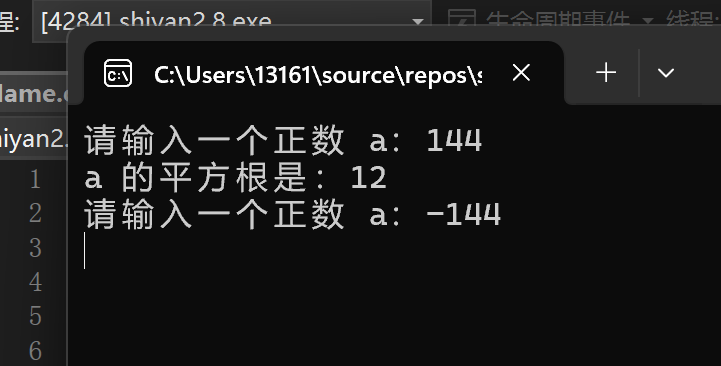 程: [4284] shiyan2.8.exe 生命周期事件 线程:
C:\Users\13161\source\repos\s
lame.c
iyan2.
请输入一个正数 a: 144
a 的平方根是: 12
请输入一个正数 a: -144
1
2
3
4
5
6